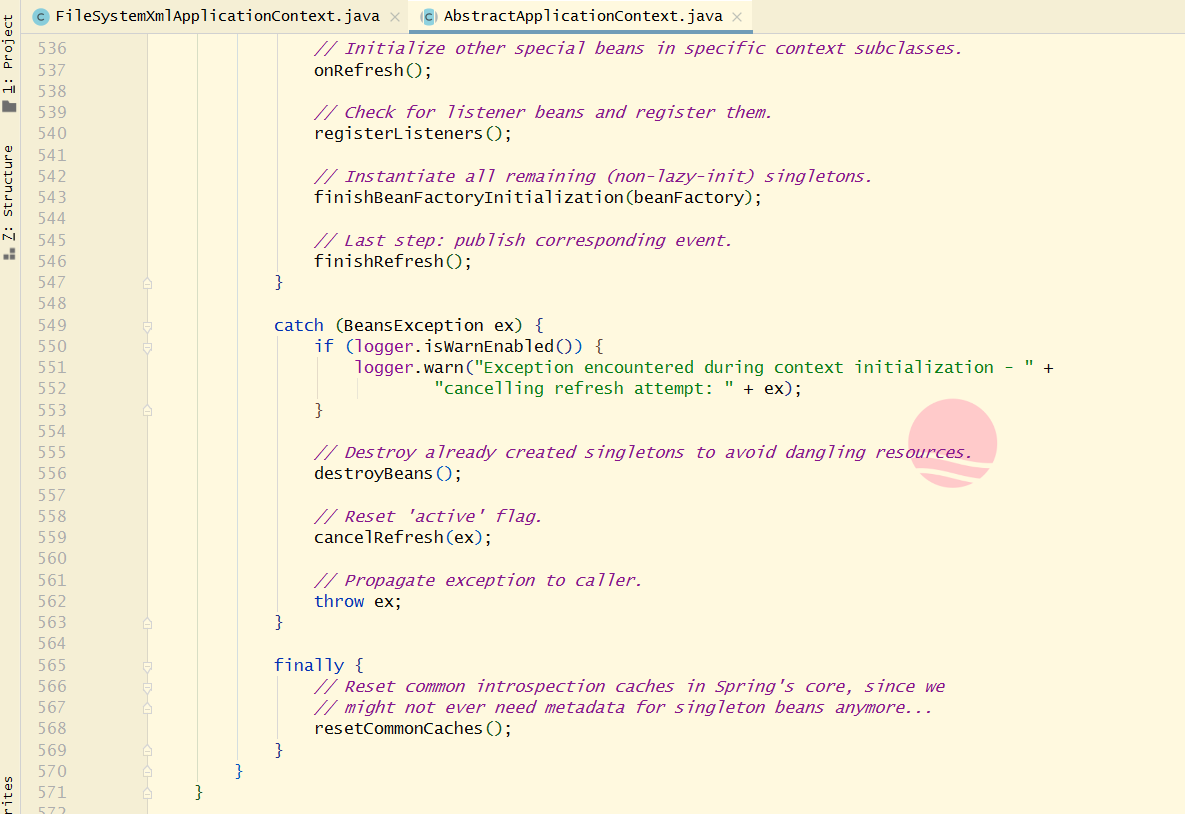 FileSystemXmlApplicationContext.java
AbstractApplicationContext.java
1: Project
Z: Structure
rites
536 // Initialize other special beans in specific context subclasses.
537 onRefresh();
538
539 // Check for listener beans and register them.
540 registerListeners();
541
542 // Instantiate all remaining (non-lazy-init) singletons.
543 finishBeanFactoryInitialization(beanFactory);
544
545 // Last step: publish corresponding event.
546 finishRefresh();
547 }
548
549 catch (BeansException ex) {
550 if (logger.isWarnEnabled()) {
551 logger.warn("Exception encountered during context initialization - " +
552 "cancelling refresh attempt: " + ex);
553 }
554
555 // Destroy already created singletons to avoid dangling resources.
556 destroyBeans();
557
558 // Reset 'active' flag.
559 cancelRefresh(ex);
560
561 // Propagate exception to caller.
562 throw ex;
563 }
564
565 finally {
566 // Reset common introspection caches in Spring's core, since we
567 // might not ever need metadata for singleton beans anymore...
568 resetCommonCaches();
569 }
570 }
571 }
572